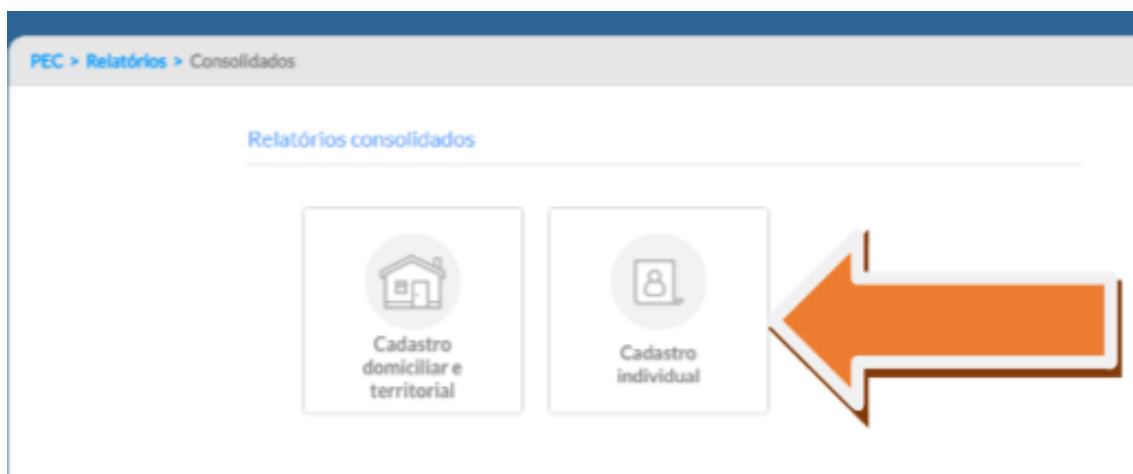 PEC > Relatórios > Consolidados
Relatórios consolidados
Cadastro
domiciliar e
territorial
Cadastro
individual